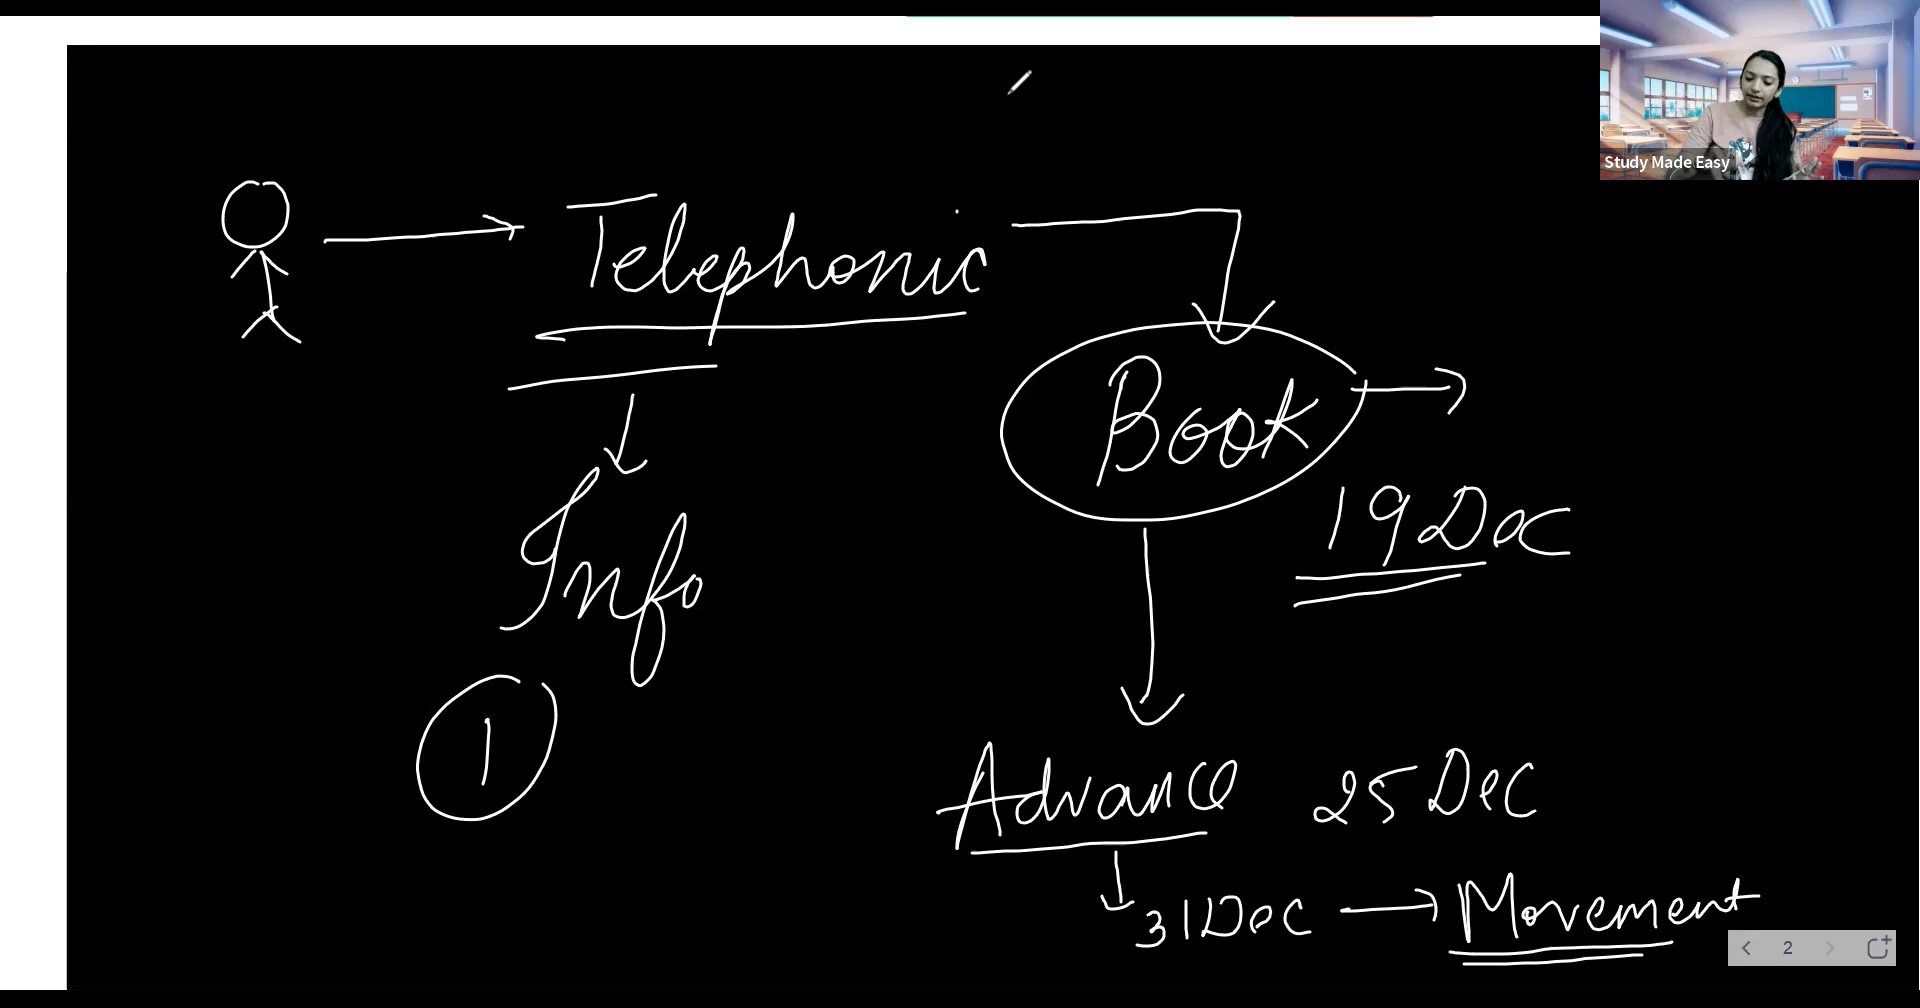 Study Made Easy
Telephonic
Book
19 Dec
Info
1
Advance 25 Dec
31 Dec Movement
2